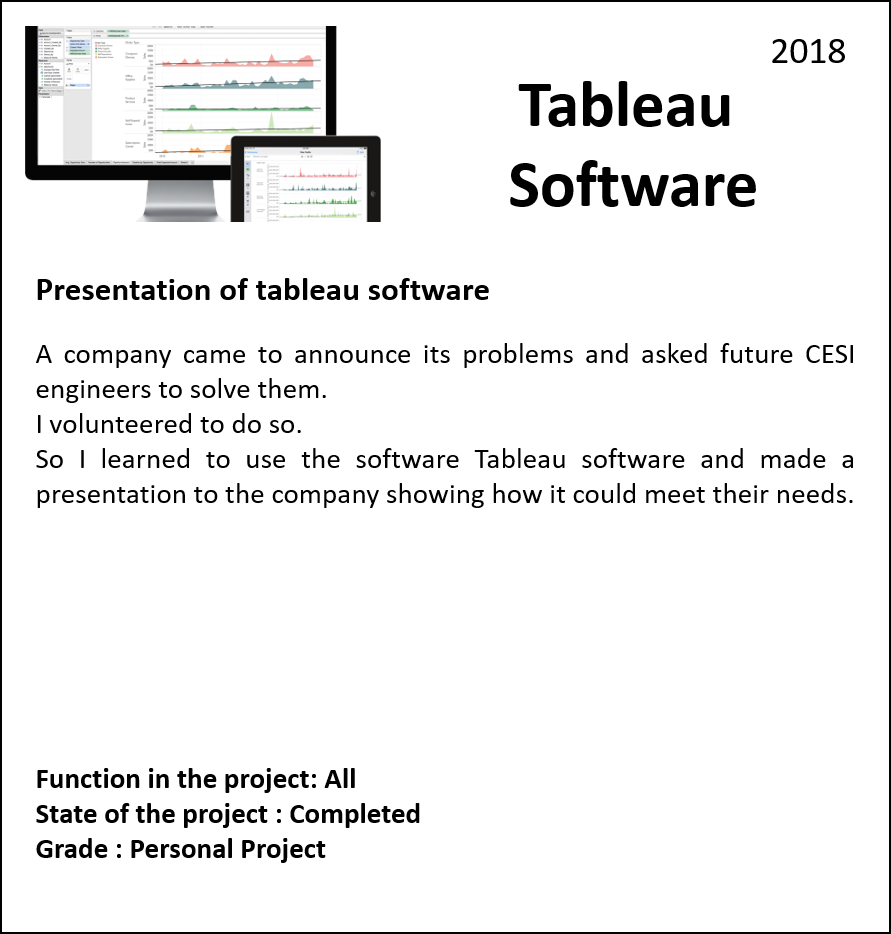 2018
Tableau
Software
Presentation of tableau software
A company came to announce its problems and asked future CESI
engineers to solve them.
I volunteered to do so.
So I learned to use the software Tableau software and made a
presentation to the company showing how it could meet their needs.
Function in the project: All
State of the project : Completed
Grade : Personal Project